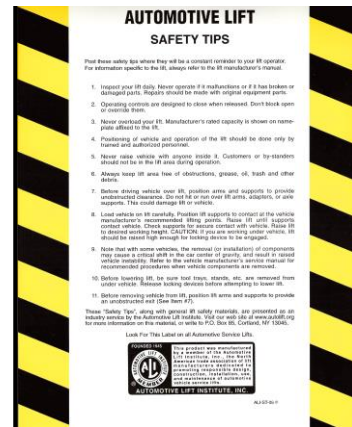 AUTOMOTIVE LIFT
SAFETY TIPS
Post these safety tips where they will be a constant reminder to your lift operator.
For information specific to the lift, always refer to the lift manufacturer's manual.
1. Inspect your lift daily. Never operate if it malfunctions or if it has broken or
damaged parts. Repairs should be made with original equipment parts.
2. Operating controls are designed to close when released. Don't block open
or override them.
3. Never overload your lift. Manufacturer's rated capacity is shown on name-
plate affixed to the lift.
4. Positioning of vehicle and operation of the lift should be done only by
trained and authorized personnel.
5. Never raise vehicle with anyone inside it. Customers or by-standers
should not be in the lift area during operation.
6. Always keep lift area free of obstructions, grease, oil, trash and other
debris.
7. Before driving vehicle over lift, position arms and supports to provide
unobstructed clearance. Do not hit or run over lift arms, adapters, or axle
supports. This could damage lift or vehicle.
8. Load vehicle on lift carefully. Position lift supports to contact at the vehicle
manufacturer's recommended lifting points. Raise lift until supports
contact vehicle. Check supports for secure contact with vehicle. Raise lift
to desired working height. CAUTION: If you are working under vehicle, lift
should be raised high enough for locking device to be engaged.
9. Note that with some vehicles, the removal (or installation) of components
may cause a critical shift in the car center of gravity, and result in raised
vehicle instability. Refer to the vehicle manufacturer's service manual for
recommended procedures when vehicle components are removed.
10. Before lowering lift, be sure tool trays, stands, etc. are removed from
under vehicle. Release locking devices before attempting to lower lift.
11. Before removing vehicle from lift, position lift arms and supports to provide
an unobstructed exit (See Item #7).
These "Safety Tips", along with general lift safety materials, are presented as an
industry service by the Automotive Lift Institute. Visit our web site at www.autolift.org
for more information on this material, or write to P.O. Box 85, Cortland, NY 13045.
Look For This Label on all Automotive Service Lifts.
FOUNDED 1945
ALI
MEMBER
This product was manufactured
by a member of the Automotive
Lift Institute, Inc., the North
American trade association of lift
manufacturers dedicated to
promoting responsible design,
construction, installation, use,
and maintenance of automotive
vehicle service lifts.
AUTOMOTIVE LIFT INSTITUTE, INC.